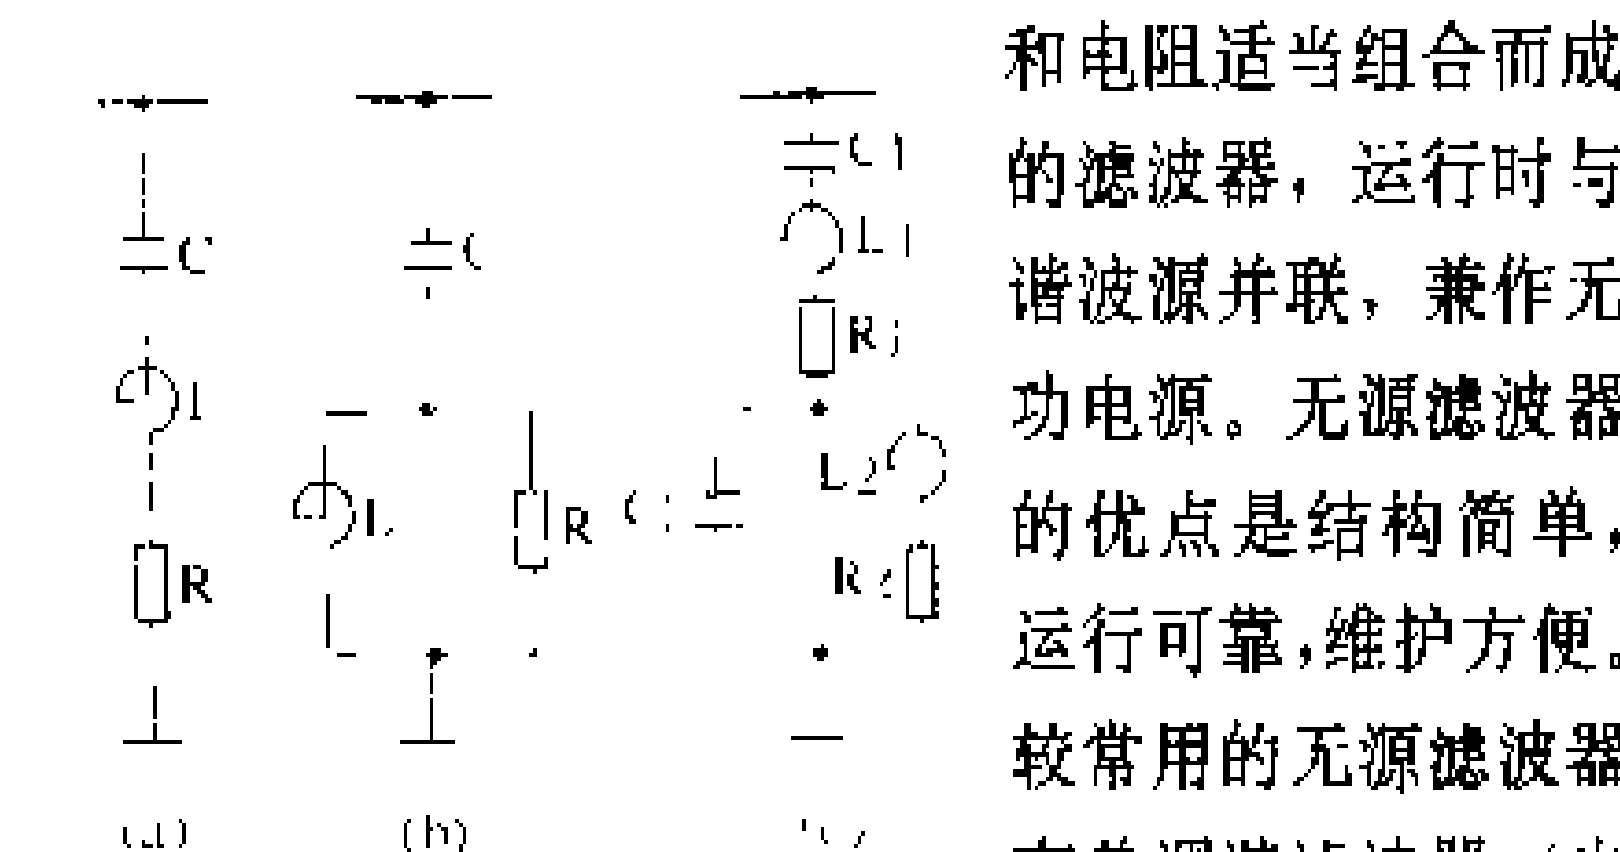 和电阻适当组合而成
的滤波器，运行时与
谐波源并联，兼作无
功电源。无源滤波器
的优点是结构简单，
运行可靠，维护方便。
较常用的无源滤波器
C
L
R
(a)
C
L
R
(b)
C1
L1
R1
L2
R2